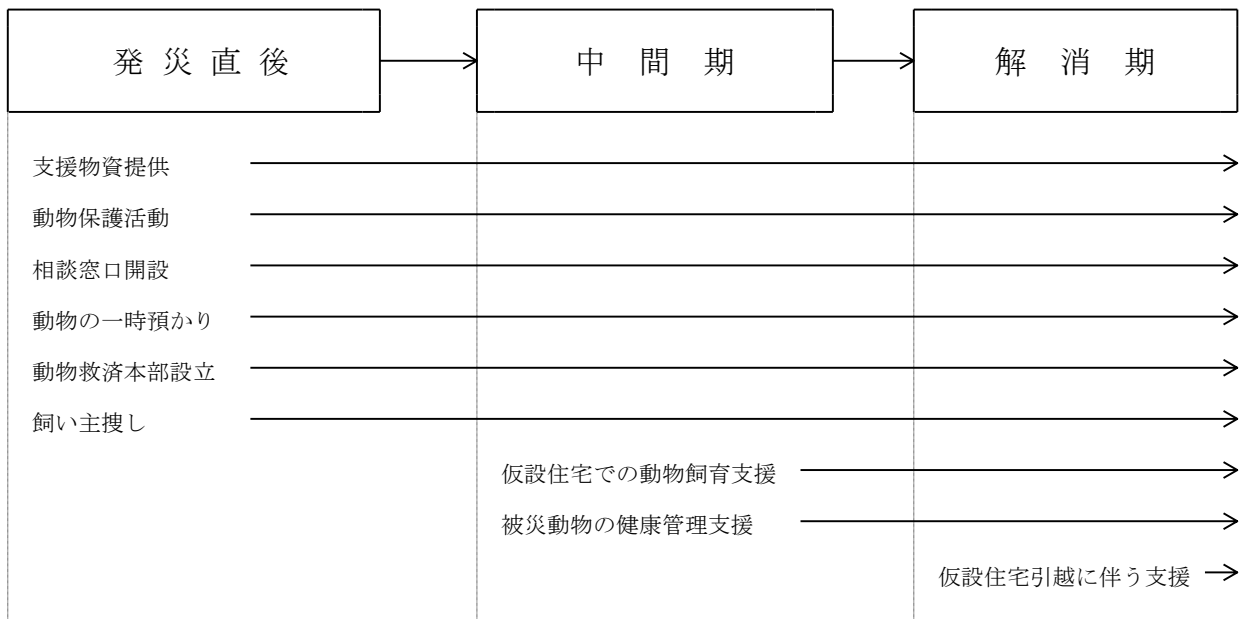 発災直後
中間期
解消期
支援物資提供
動物保護活動
相談窓口開設
動物の一時預かり
動物救済本部設立
飼い主捜し
仮設住宅での動物飼育支援
被災動物の健康管理支援
仮設住宅引越に伴う支援